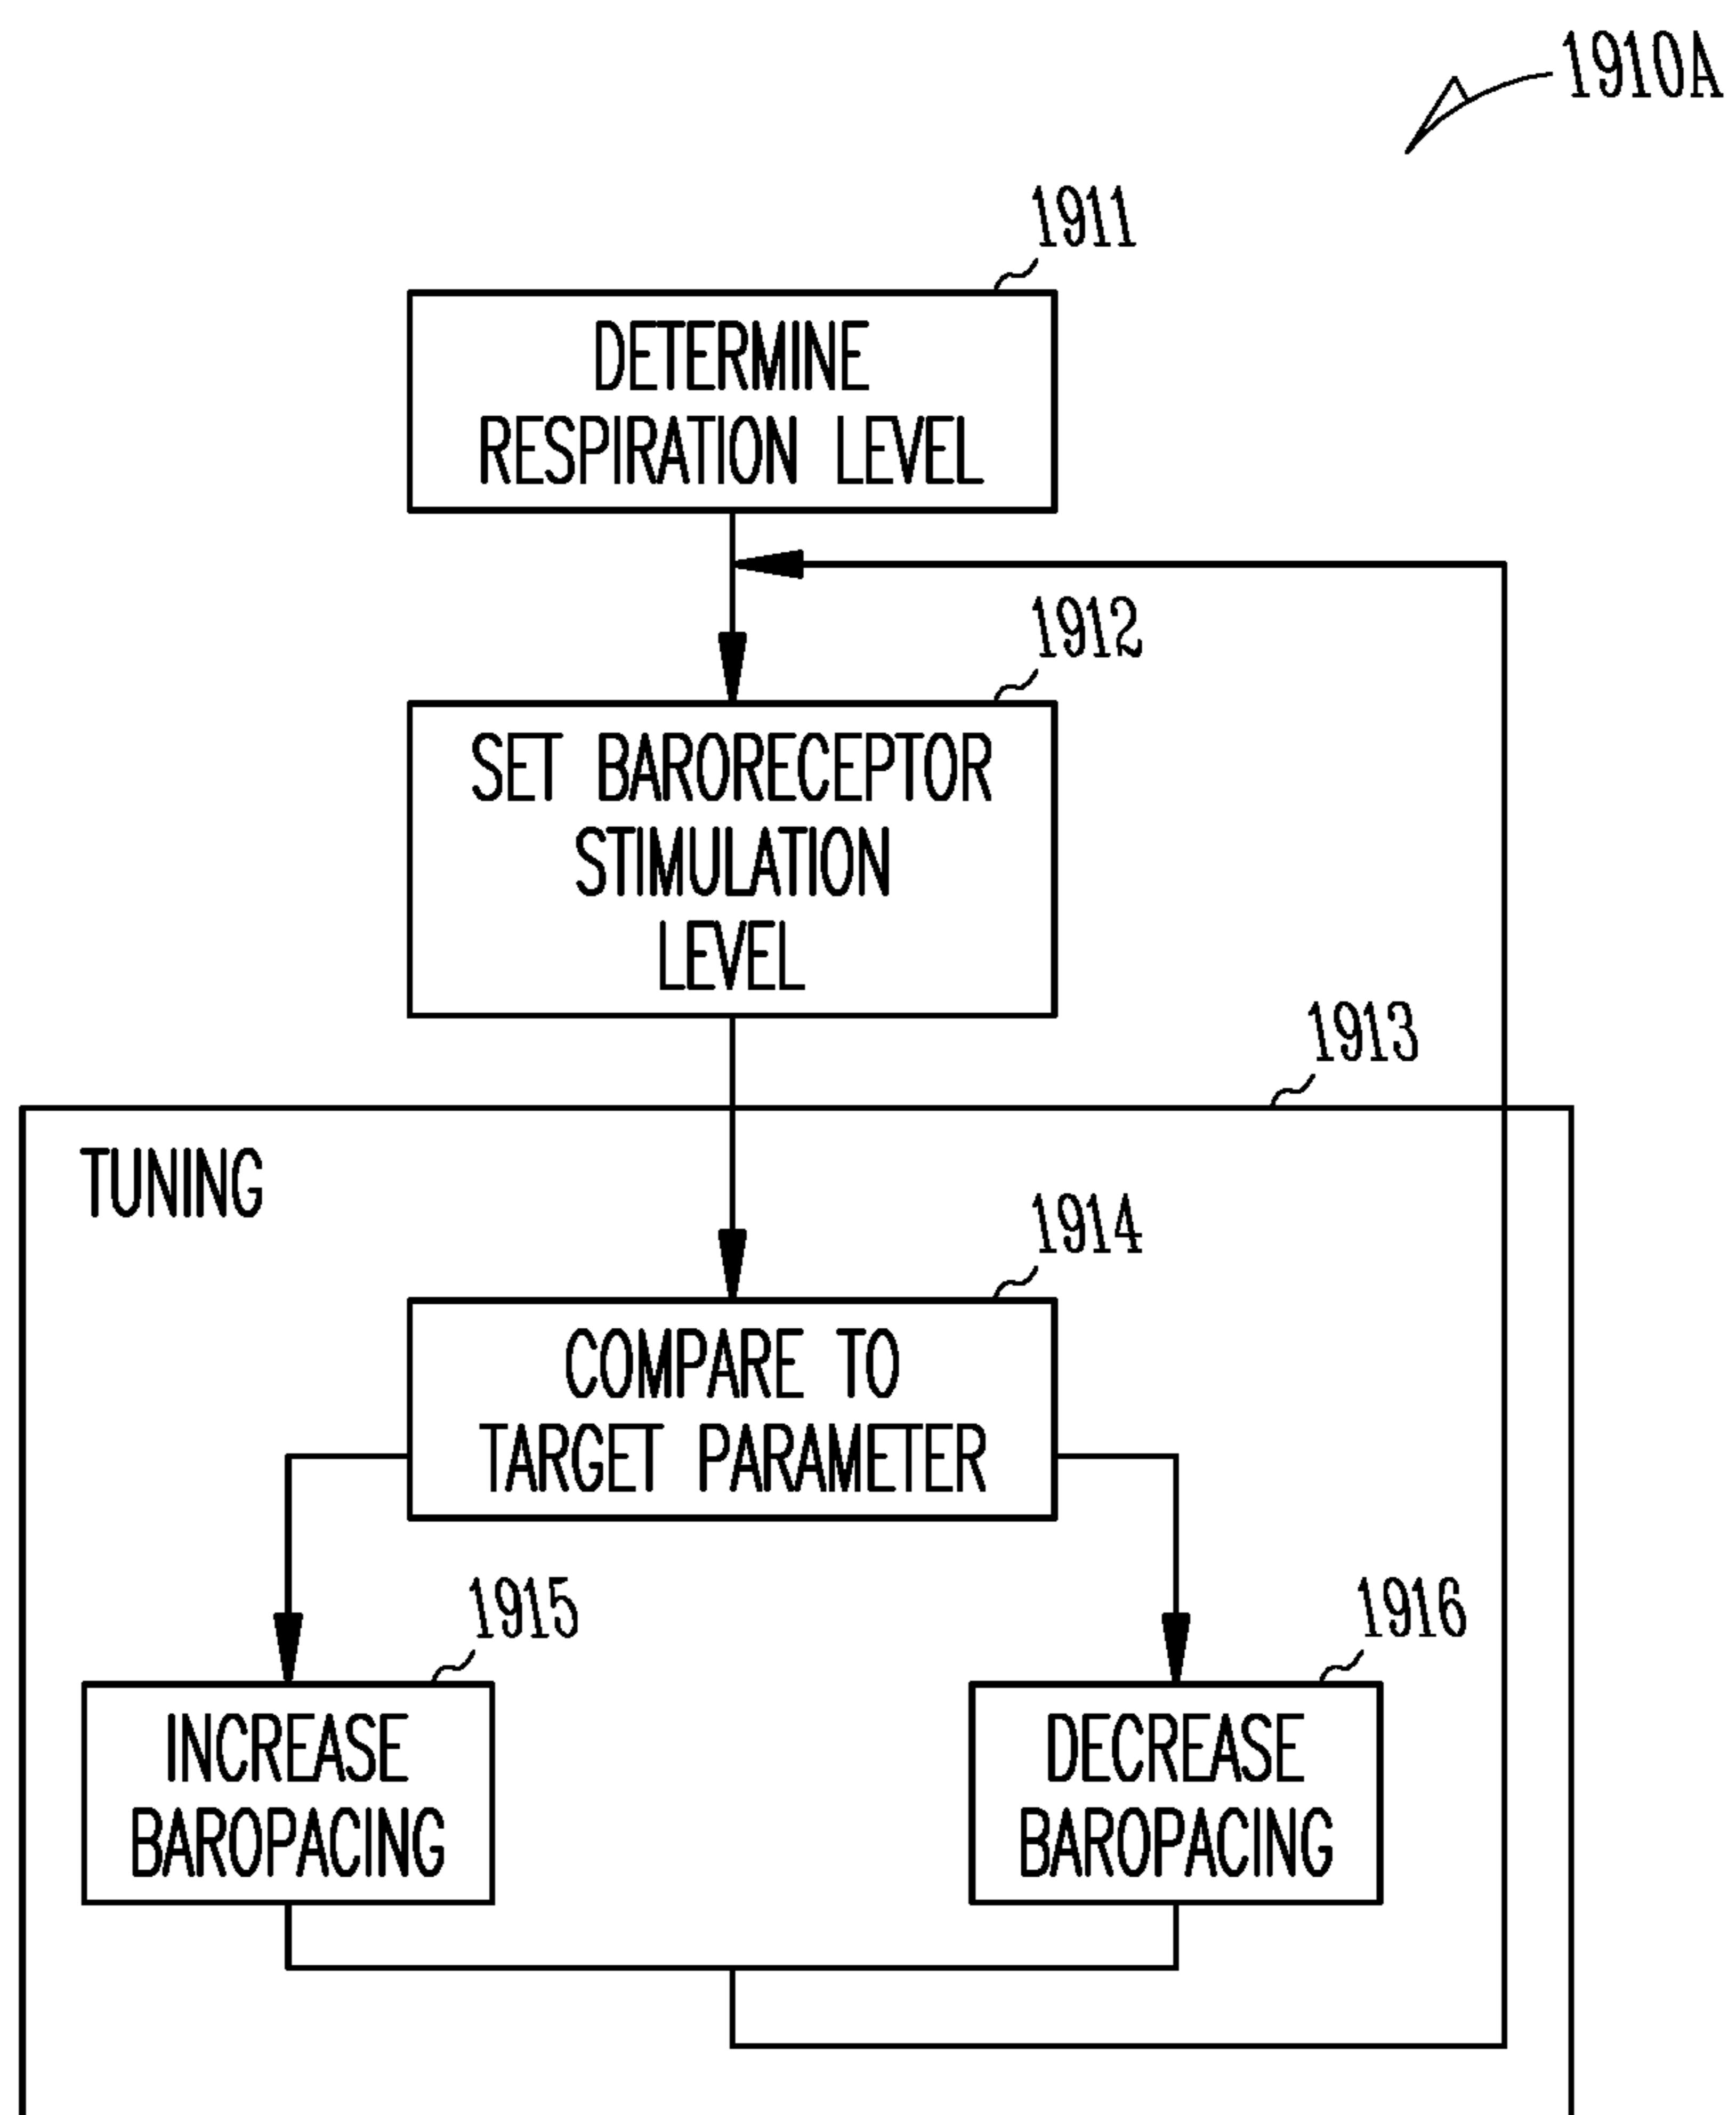 1910A
1911
DETERMINE
RESPIRATION LEVEL
1912
SET BARORECEPTOR
STIMULATION
LEVEL
1913
TUNING
1914
COMPARE TO
TARGET PARAMETER
1915
INCREASE
BAROPACING
1916
DECREASE
BAROPACING